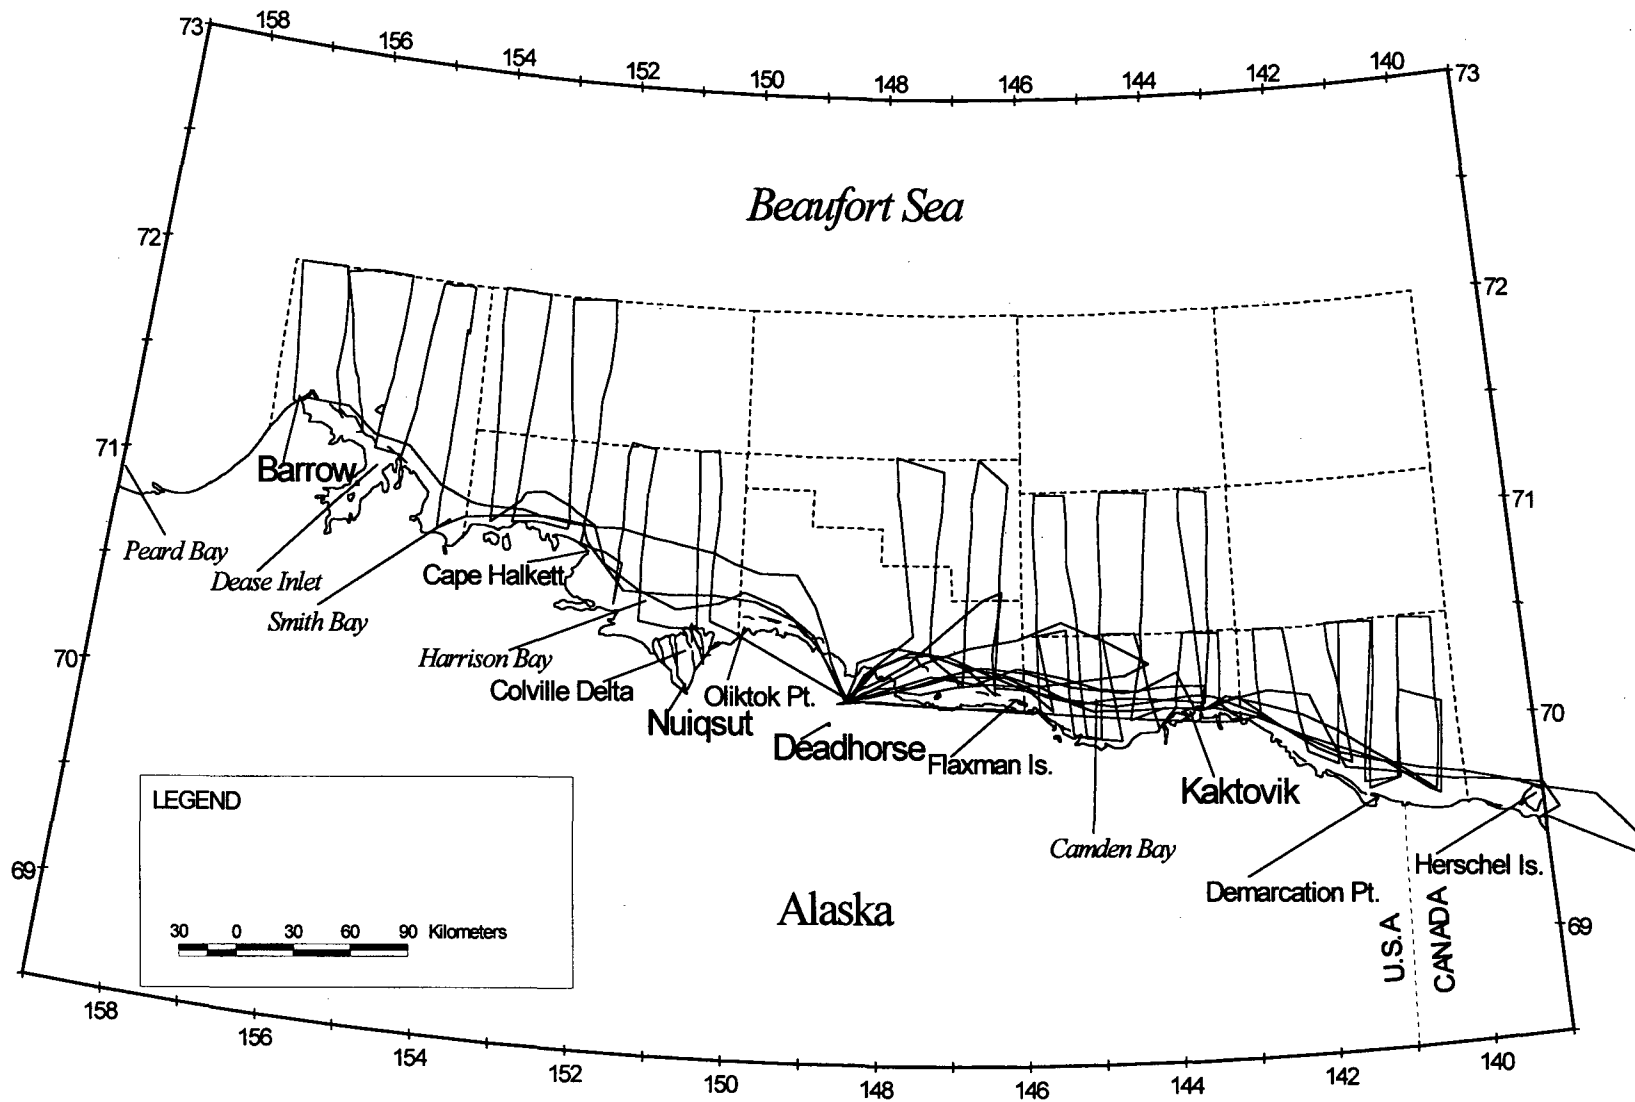 158
156
154
152
150
148
146
144
142
140
73
73
Beaufort Sea
72
72
71
71
Barrow
Peard Bay
Dease Inlet
Cape Halkett
Smith Bay
70
Harrison Bay
Colville Delta
Oliktok Pt.
70
Nuiqsut
Deadhorse
Flaxman Is.
Kaktovik
LEGEND
Camden Bay
69
Herschel Is.
Demarcation Pt.
Alaska
69
U.S.A
CANADA
30 0 30 60 90 Kilometers
158
156
154
152
150
148
146
144
142
140